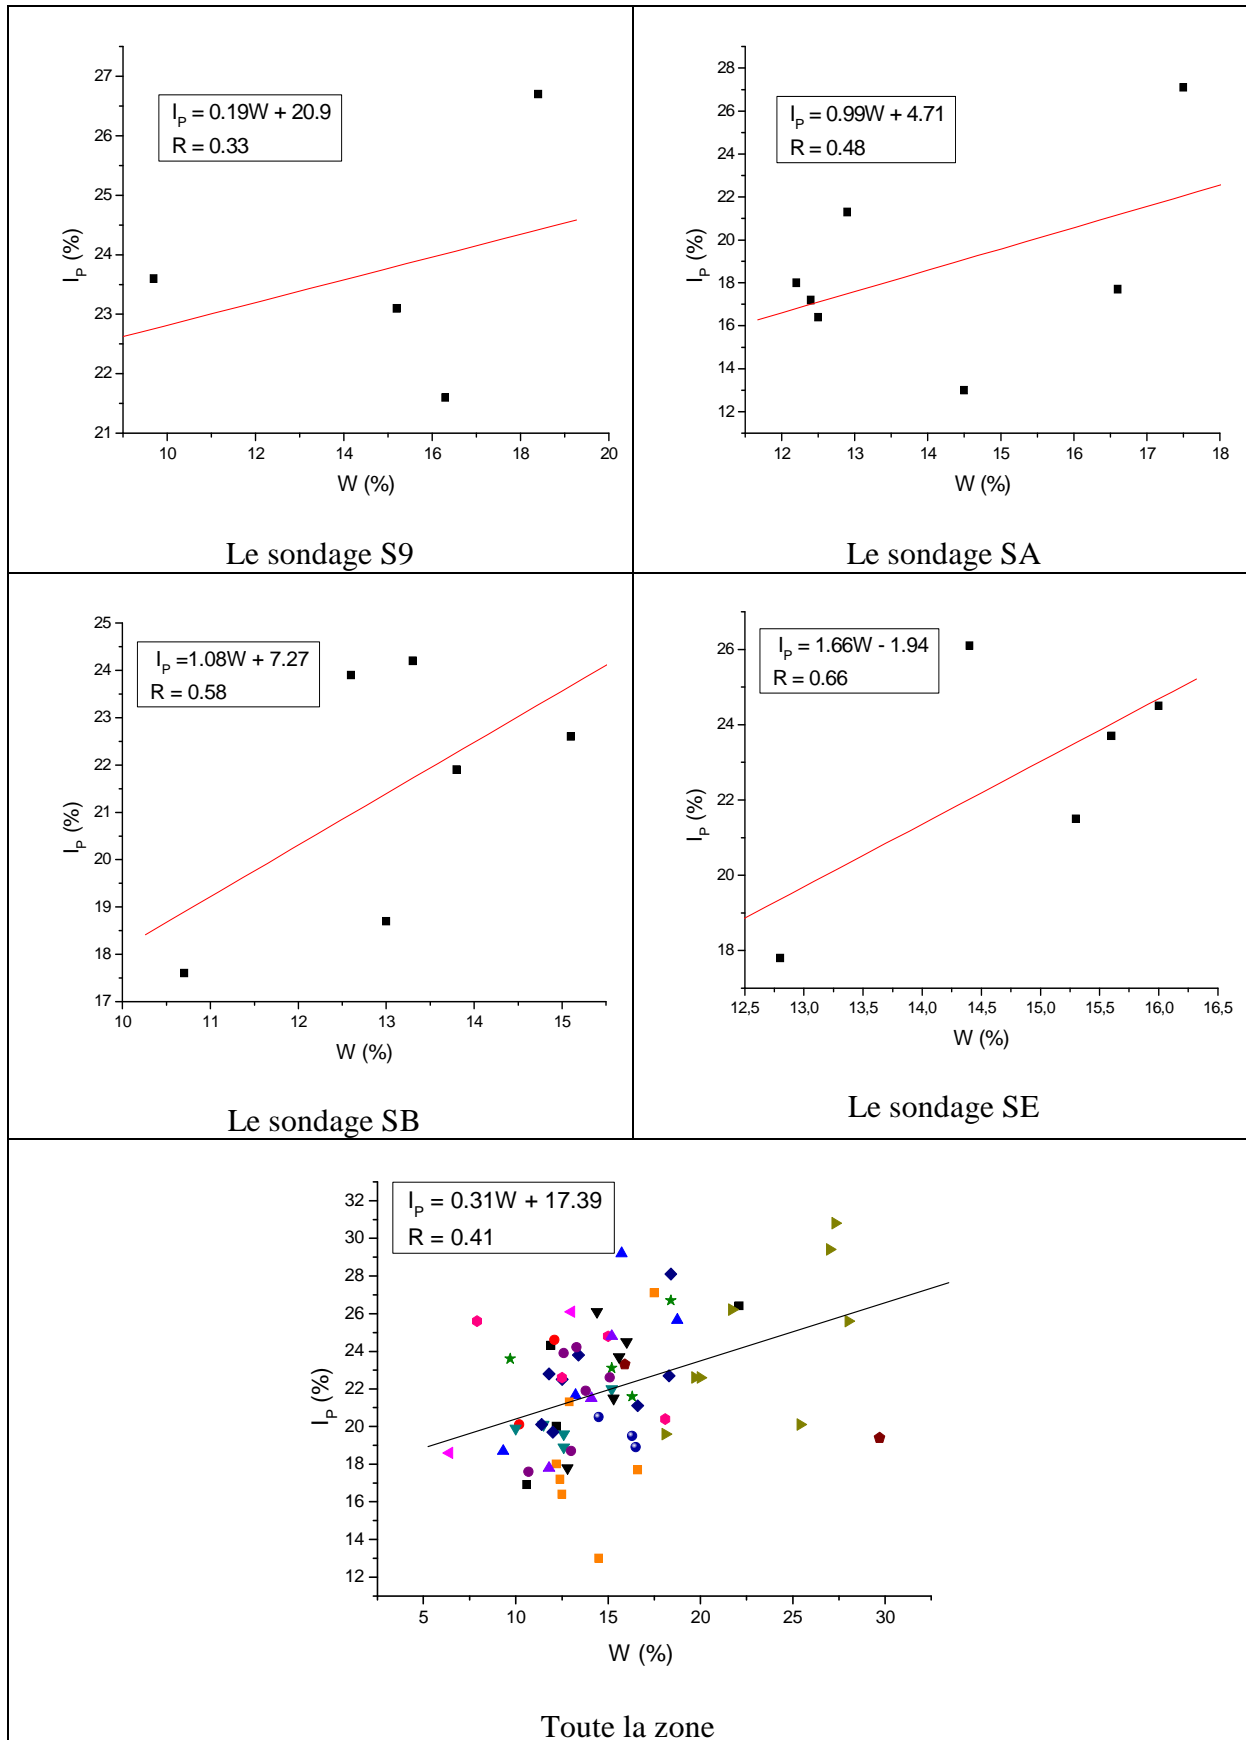 27
26
25
24
23
22
21
I_P (%)
I_P = 0.19W + 20.9
R = 0.33
10 12 14 16 18 20
W (%)
Le sondage S9
28
26
24
22
20
18
16
14
12
I_P (%)
I_P = 0.99W + 4.71
R = 0.48
12 13 14 15 16 17 18
W (%)
Le sondage SA
25
24
23
22
21
20
19
18
17
I_P (%)
I_P =1.08W + 7.27
R = 0.58
10 11 12 13 14 15
W (%)
Le sondage SB
26
24
22
20
18
I_P (%)
I_P = 1.66W - 1.94
R = 0.66
12,5 13,0 13,5 14,0 14,5 15,0 15,5 16,0 16,5
W (%)
Le sondage SE
32
30
28
26
24
22
20
18
16
14
12
I_P (%)
I_P = 0.31W + 17.39
R = 0.41
5 10 15 20 25 30
W (%)
Toute la zone